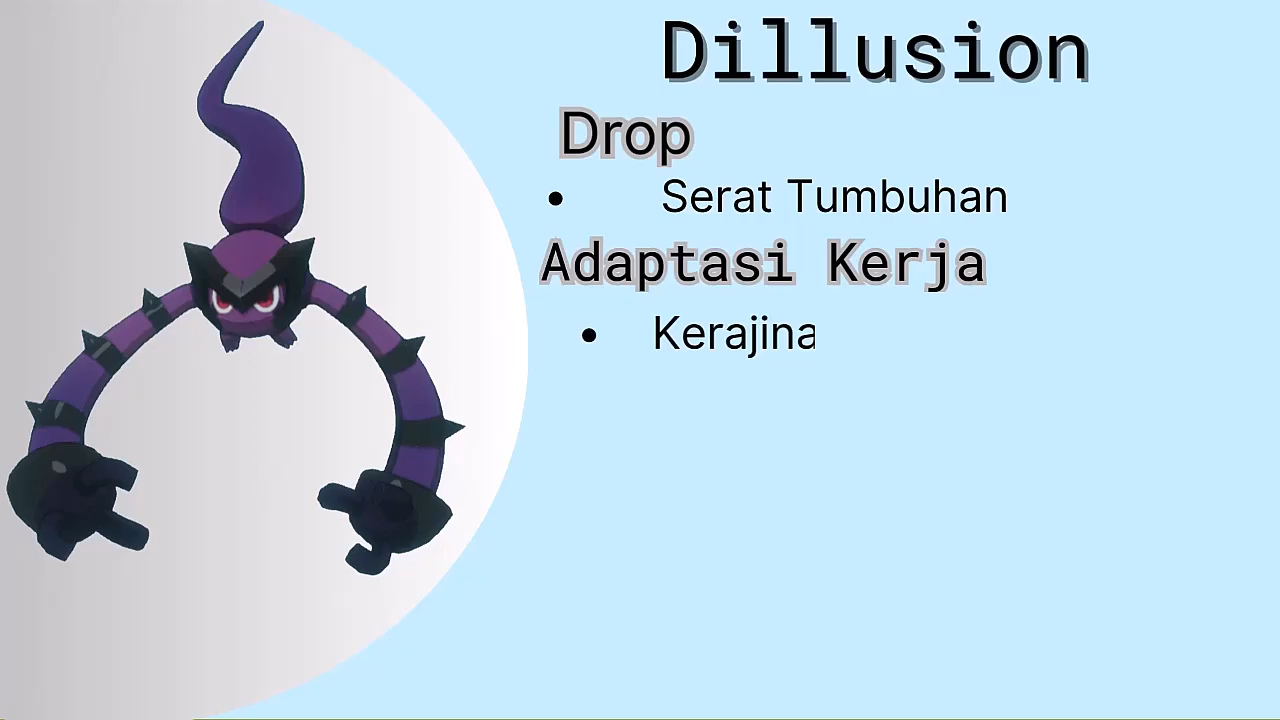 Dillusion
Drop
• Serat Tumbuhan
Adaptasi Kerja
• Kerajina